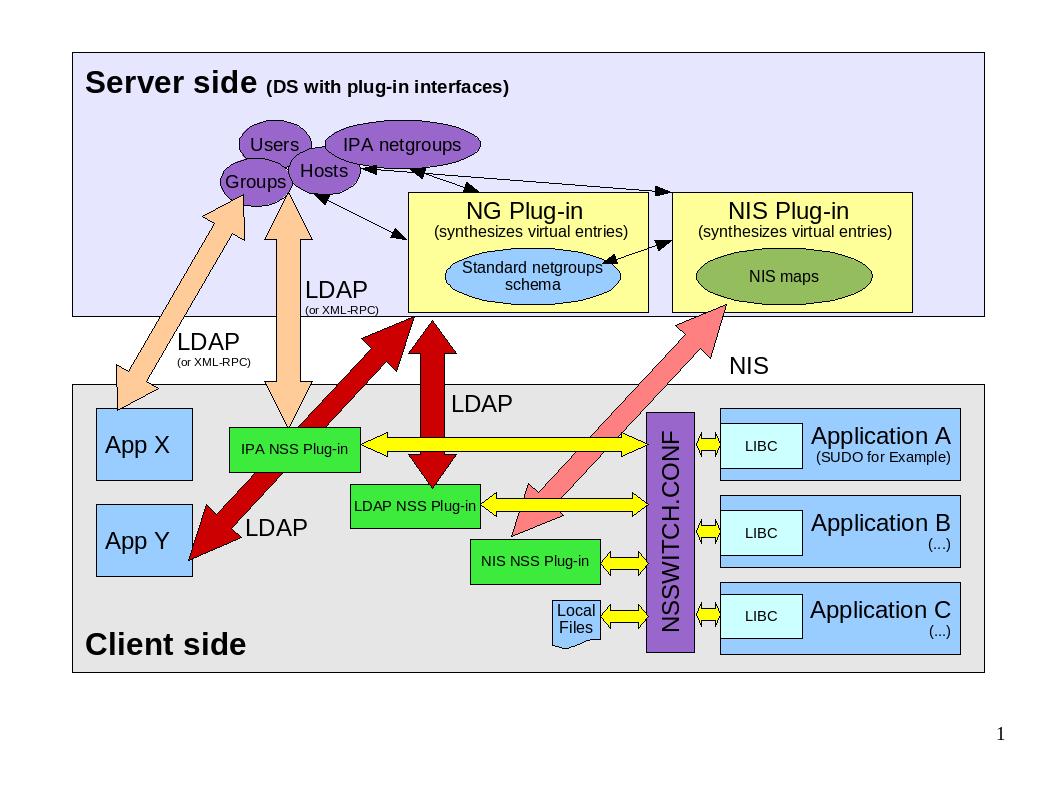 Server side (DS with plug-in interfaces)
Users
IPA netgroups
Groups
Hosts
NG Plug-in
(synthesizes virtual entries)
Standard netgroups
schema
NIS Plug-in
(synthesizes virtual entries)
NIS maps
LDAP
(or XML-RPC)
LDAP
(or XML-RPC)
NIS
LDAP
LDAP
App X
App Y
IPA NSS Plug-in
LDAP NSS Plug-in
NIS NSS Plug-in
Local
Files
NSSWITCH.CONF
LIBC
Application A
(SUDO for Example)
LIBC
Application B
(...)
LIBC
Application C
(...)
Client side
1